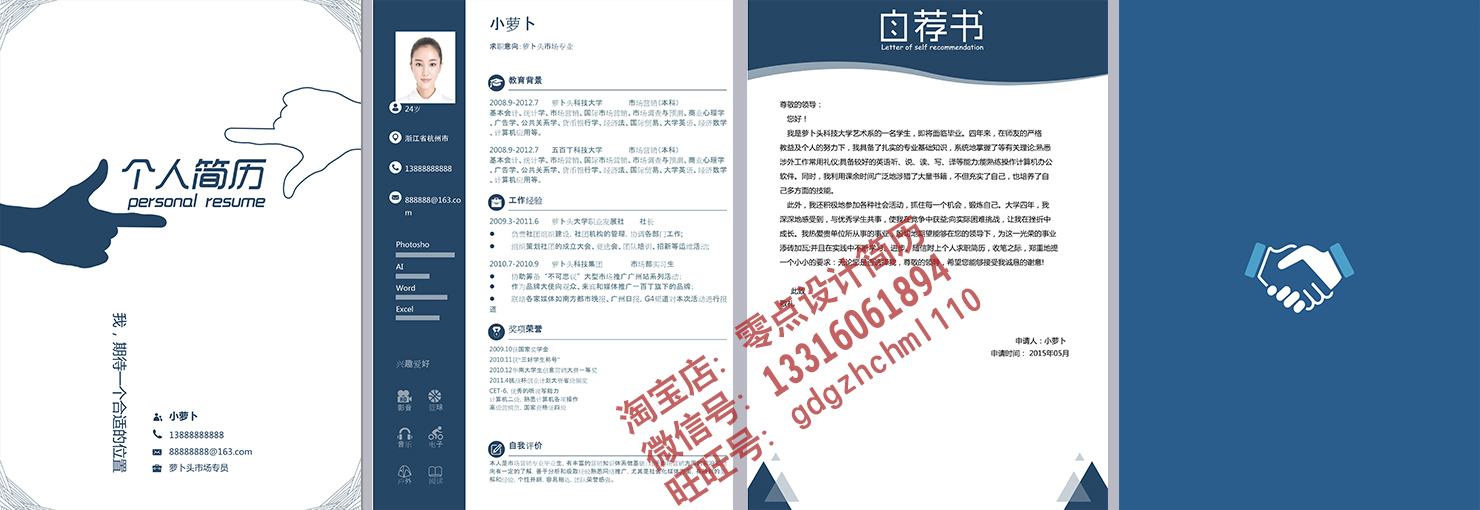 个人简历
personal resume
我，期待一个合适的位置
小萝卜
13888888888
88888888@163.com
萝卜头市场专员
24岁
浙江省杭州市
13888888888
888888@163.co
m
Photosho
AI
Word
Excel
兴趣爱好
影音
篮球
音乐
电子
户外
阅读
小萝卜
求职意向：萝卜头市场专业
教育背景
2008.9-2012.7 萝卜头科技大学 市场营销（本科）
基本会计、统计学、市场营销、国际市场营销、市场调查与预测、商业心理学
、广告学、公共关系学、货币银行学、经济法、国际贸易、大学英语、经济数学
、计算机应用等。
2008.9-2012.7 五百丁科技大学 市场营销（本科）
基本会计、统计学、市场营销、国际市场营销、市场调查与预测、商业心理学
、广告学、公共关系学、货币银行学、经济法、国际贸易、大学英语、经济数学
、计算机应用等。
工作经验
2009.3-2011.6 萝卜头大学职业发展社 社长
负责社团组织建设，社团机构的管理，协调各部门工作；
组织策划社团的成立大会、竞选会、团队培训、招新等运维活动；
2010.7-2010.9 萝卜头科技集团 市场部实习生
协助筹备“不可思议”大型市场推广广州站系列活动；
作为品牌大使向观众、来宾和媒体推广一百丁旗下的品牌；
联络各家媒体如南方都市晚报、广州日报、G4频道对本次活动进行报
道
奖项荣誉
2009.10获国家奖学金
2010.11获“三好学生称号”
2010.12华南大学生创意营销大赛一等奖
2011.4挑战杯创业计划大赛省级铜奖
CET-6，优秀的听说写能力
计算机二级，熟悉计算机各项操作
高级营销员，国家资格四级
自我评价
本人是市场营销专业毕业生，有丰富的营销知识体系做基础；
向有一定的了解，善于分析和吸取经验熟悉网络推广，尤其是社会化媒体方面，有独到的见
解和经验，个性开朗，容易相处，团队荣誉感强。
自荐书
Letter of self recommendation
尊敬的领导：
您好！
我是萝卜头科技大学艺术系的一名学生，即将面临毕业。四年来，在师友的严格
教益及个人的努力下，我具备了扎实的专业基础知识，系统地掌握了等有关理论;熟悉
涉外工作常用礼仪;具备较好的英语听、说、读、写、译等能力;能熟练操作计算机办公
软件。同时，我利用课余时间广泛地涉猎了大量书籍，不但充实了自己，也培养了自
己多方面的技能。
此外，我还积极地参加各种社会活动，抓住每一个机会，锻炼自己。大学四年，我
深深地感受到，与优秀学生共事，使我在竞争中获益;向实际困难挑战，让我在挫折中
成长。我热爱贵单位所从事的事业，殷切地期望能够在您的领导下，为这一光荣的事业
添砖加瓦;并且在实践中不断学习、进步。随信附上个人求职简历，收笔之际，郑重地提
一个小小的要求：无论您是否选择我，尊敬的领导，希望您能够接受我诚恳的谢意!
此致
敬礼
申请人：小萝卜
申请时间： 2015年05月
淘宝店：零点设计简历
微信号：13316061894
旺旺号：gdgzhchml110